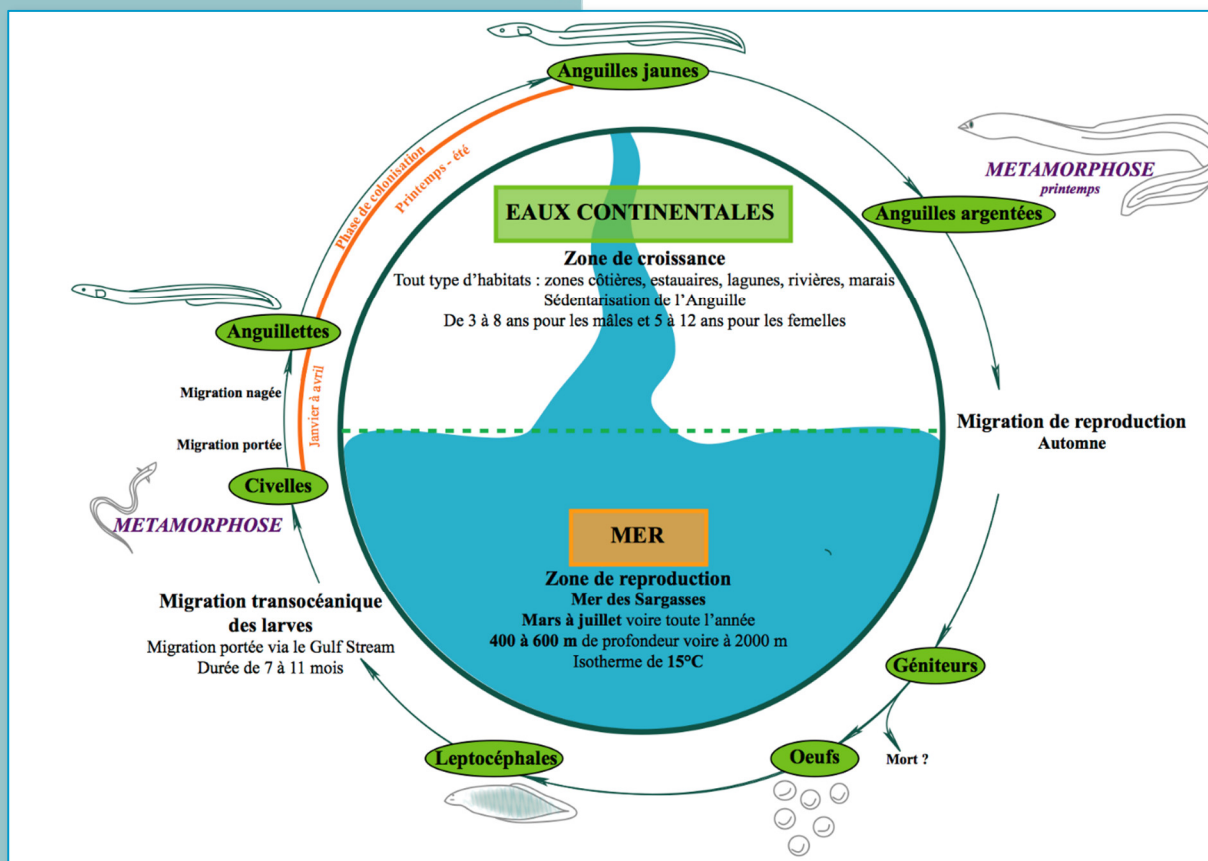 Anguilles jaunes
METAMORPHOSE
printemps
Anguilles argentées
Phase de colonisation
Printemps - été
EAUX CONTINENTALES
Zone de croissance
Tout type d'habitats : zones côtières, estauaires, lagunes, rivières, marais
Sédentarisation de l'Anguille
De 3 à 8 ans pour les mâles et 5 à 12 ans pour les femelles
Anguillettes
Migration nagée
Janvier à avril
Migration portée
Migration de reproduction
Automne
Civelles
METAMORPHOSE
MER
Zone de reproduction
Mer des Sargasses
Mars à juillet voire toute l'année
400 à 600 m de profondeur voire à 2000 m
Isotherme de 15°C
Migration transocéanique
des larves
Migration portée via le Gulf Stream
Durée de 7 à 11 mois
Géniteurs
Mort ?
Oeufs
Leptocéphales